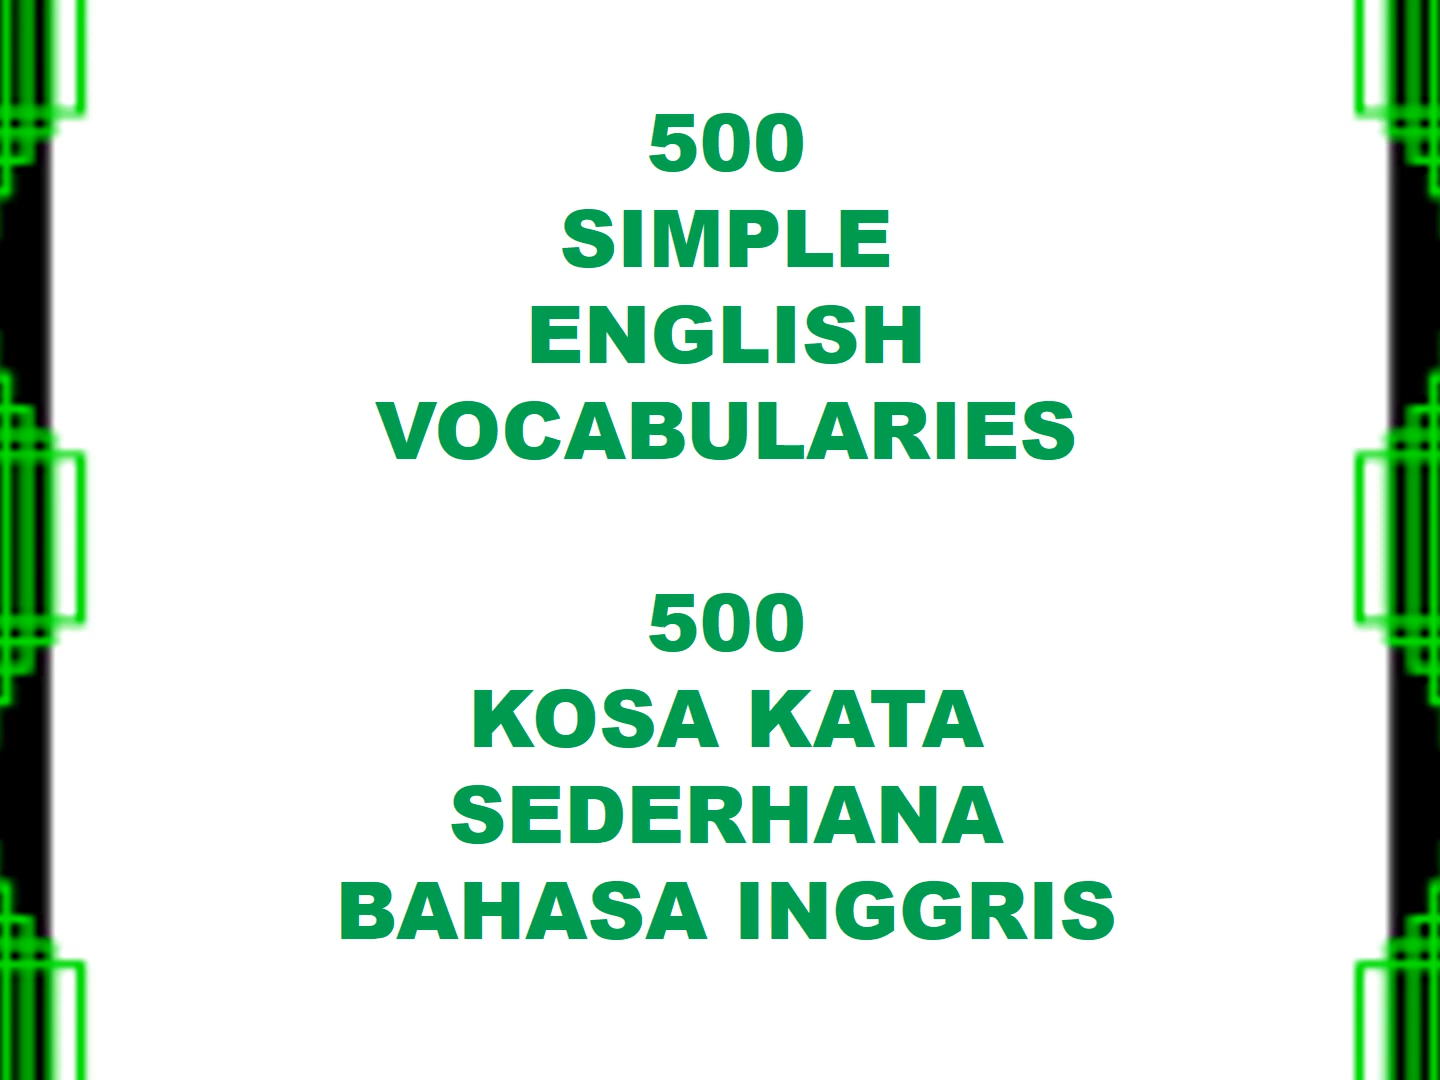 500
SIMPLE
ENGLISH
VOCABULARIES
500
KOSA KATA
SEDERHANA
BAHASA INGGRIS